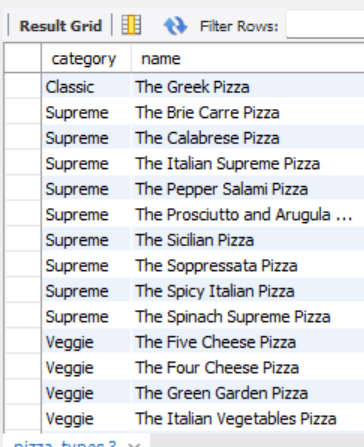 Result Grid Filter Rows:
category name
Classic The Greek Pizza
Supreme The Brie Carre Pizza
Supreme The Calabrese Pizza
Supreme The Italian Supreme Pizza
Supreme The Pepper Salami Pizza
Supreme The Prosciutto and Arugula ...
Supreme The Sicilian Pizza
Supreme The Soppressata Pizza
Supreme The Spicy Italian Pizza
Supreme The Spinach Supreme Pizza
Veggie The Five Cheese Pizza
Veggie The Four Cheese Pizza
Veggie The Green Garden Pizza
Veggie The Italian Vegetables Pizza
pizza_types 3